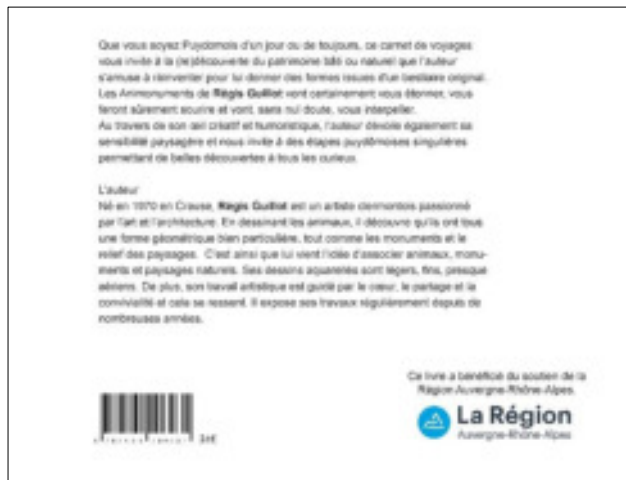 Que vous soyez Puydomois d'un jour ou de toujours, ce carnet de voyages
vous invite à la (re)découverte du patrimoine bâti ou naturel que l'auteur
s'amuse à réinventer pour lui donner des formes issues d'un bestiaire original.
Les Animonuments de Régis Guillot vont certainement vous étonner, vous
feront sûrement sourire et vont, sans nul doute, vous interpeller.
Au travers de son œil créatif et humoristique, l'auteur dévoile également sa
sensibilité paysagère et nous invite à des étapes puydômoises singulières
permettant de belles découvertes à tous les curieux.
L'auteur
Né en 1970 en Creuse, Régis Guillot est un artiste clermontois passionné
par l'art et l'architecture. En dessinant les animaux, il découvre qu'ils ont tous
une forme géométrique bien particulière, tout comme les monuments et le
relief des paysages. C'est ainsi que lui vient l'idée d'associer animaux, monu-
ments et paysages naturels. Ses dessins aquarellés sont légers, fins, presque
aériens. De plus, son travail artistique est guidé par le cœur, le partage et la
convivialité et cela se ressent. Il expose ses travaux régulièrement depuis de
nombreuses années.
Ce livre a bénéficié du soutien de la
Région Auvergne-Rhône-Alpes.
La Région
Auvergne-Rhône-Alpes